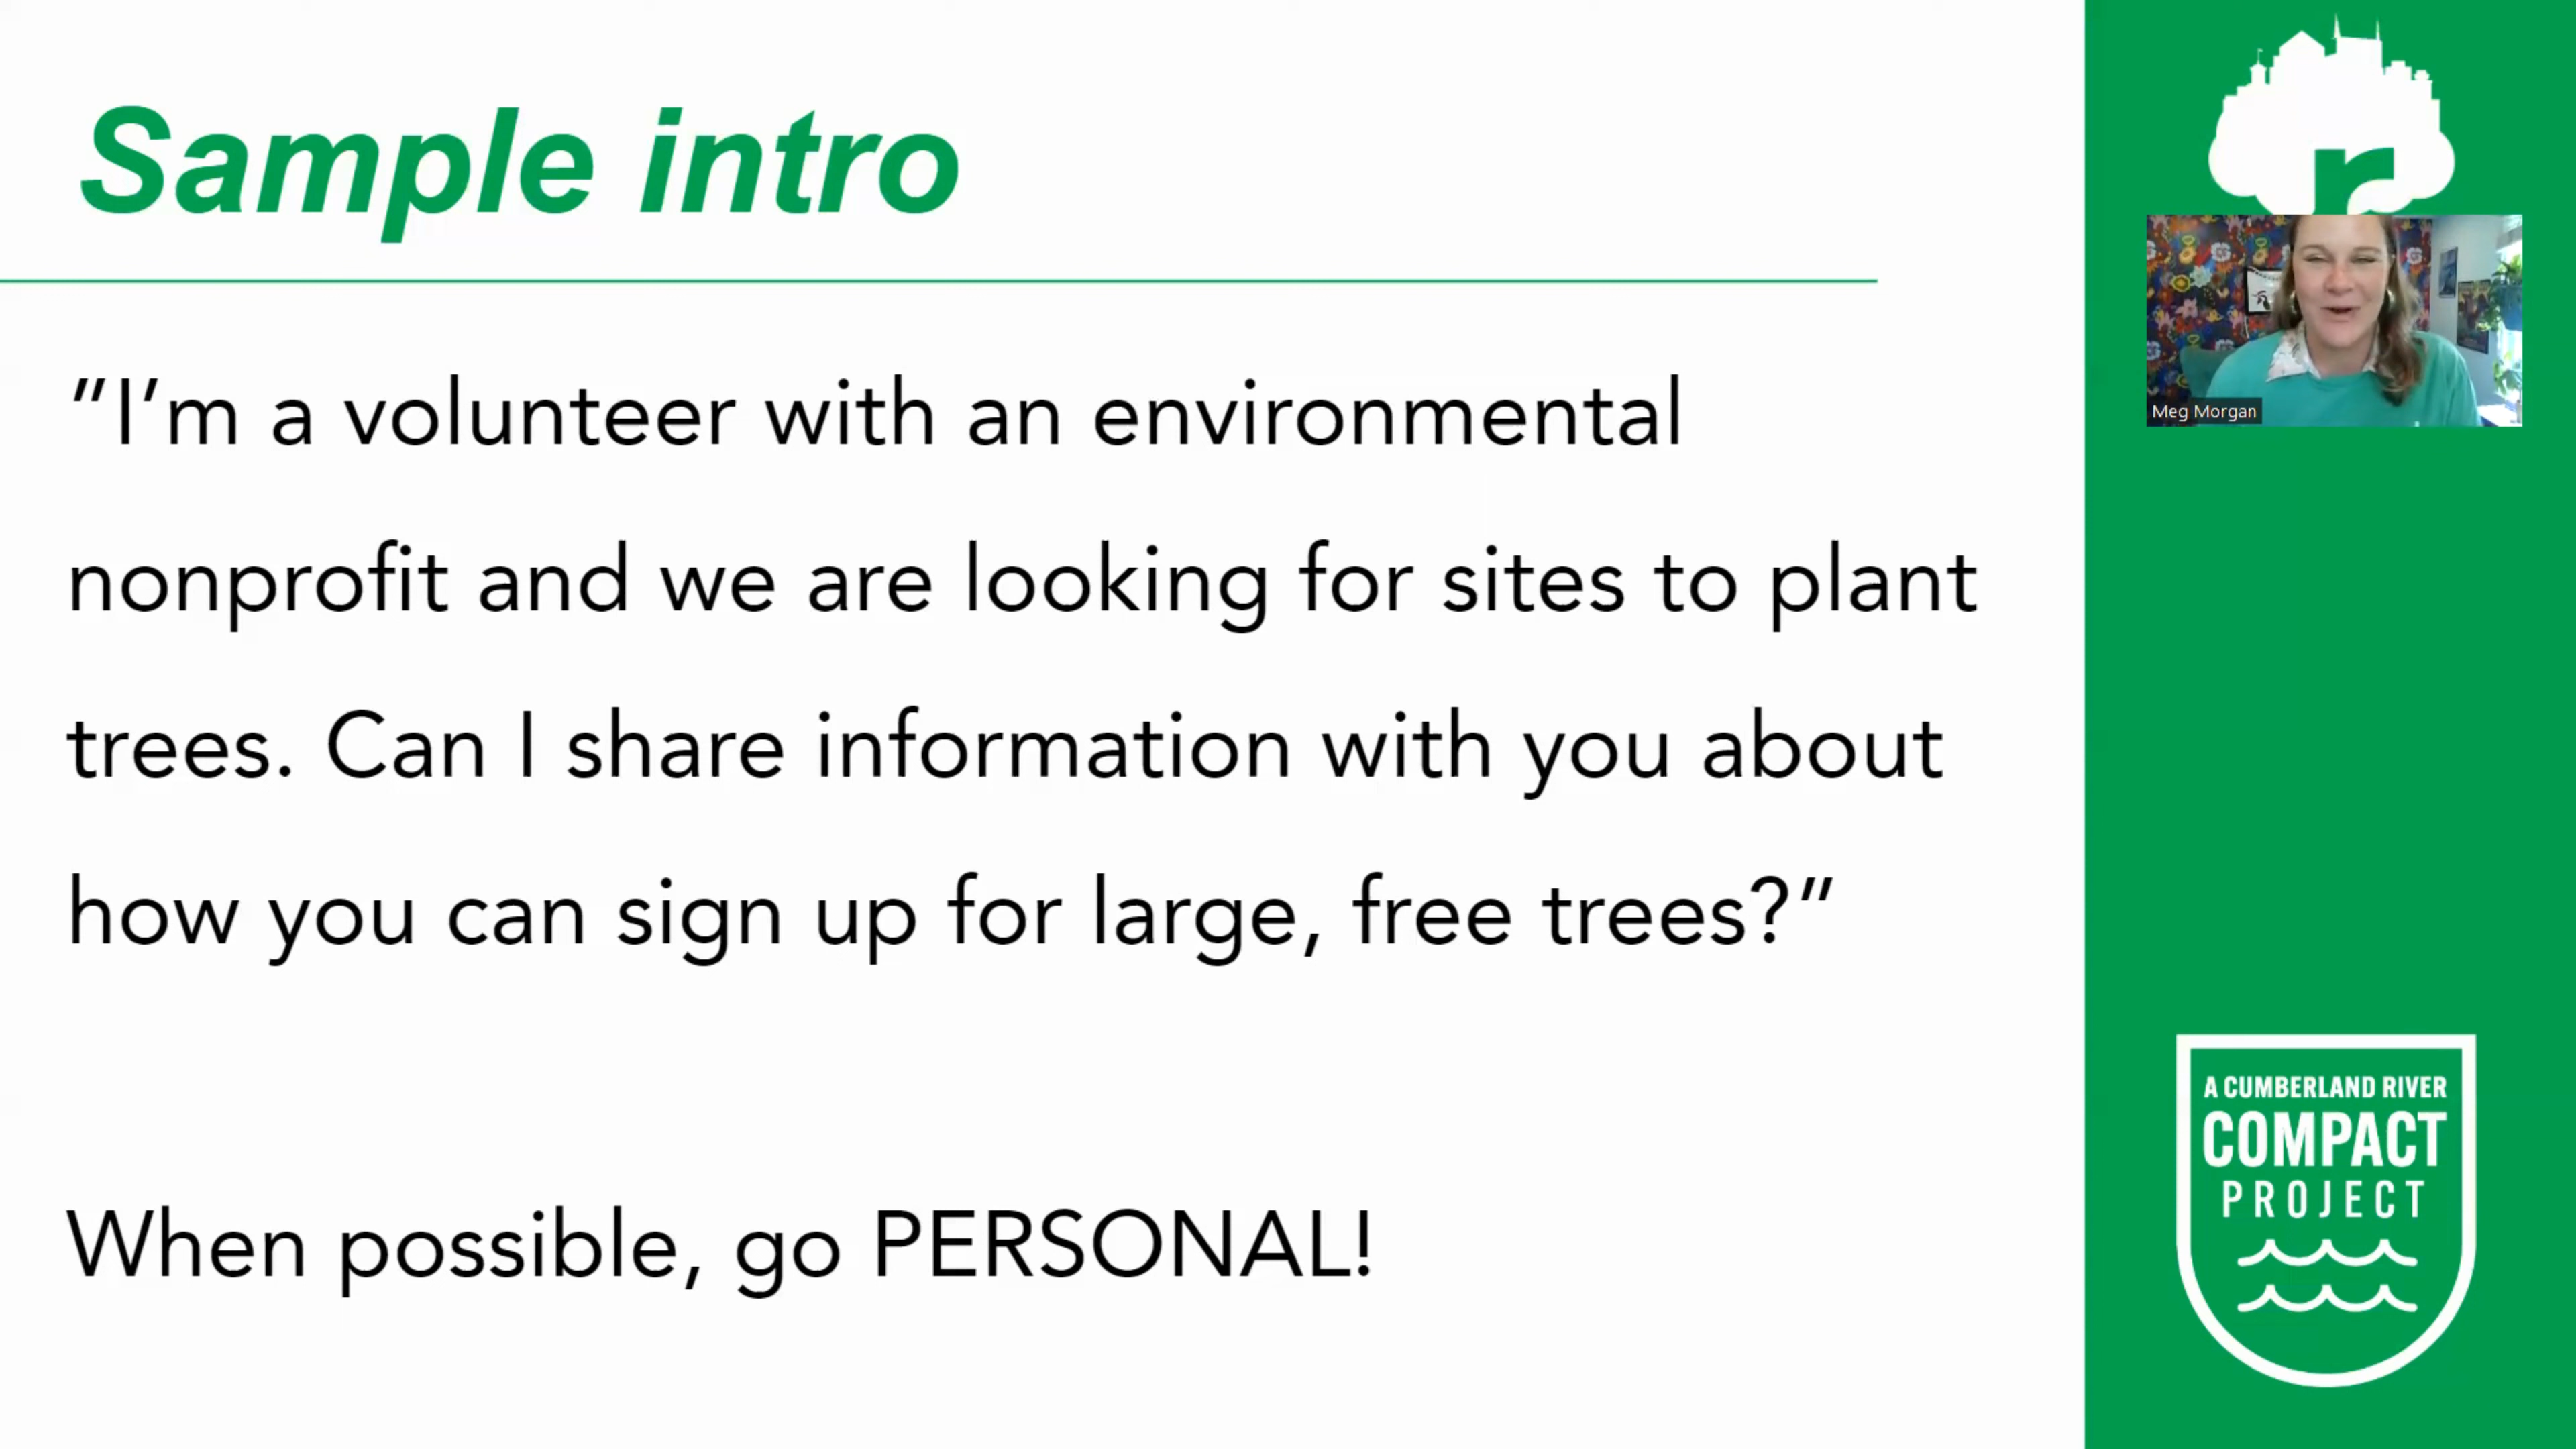 Sample intro
"I'm a volunteer with an environmental
nonprofit and we are looking for sites to plant
trees. Can I share information with you about
how you can sign up for large, free trees?"
When possible, go PERSONAL!
r
Meg Morgan
A CUMBERLAND RIVER
COMPACT
PROJECT